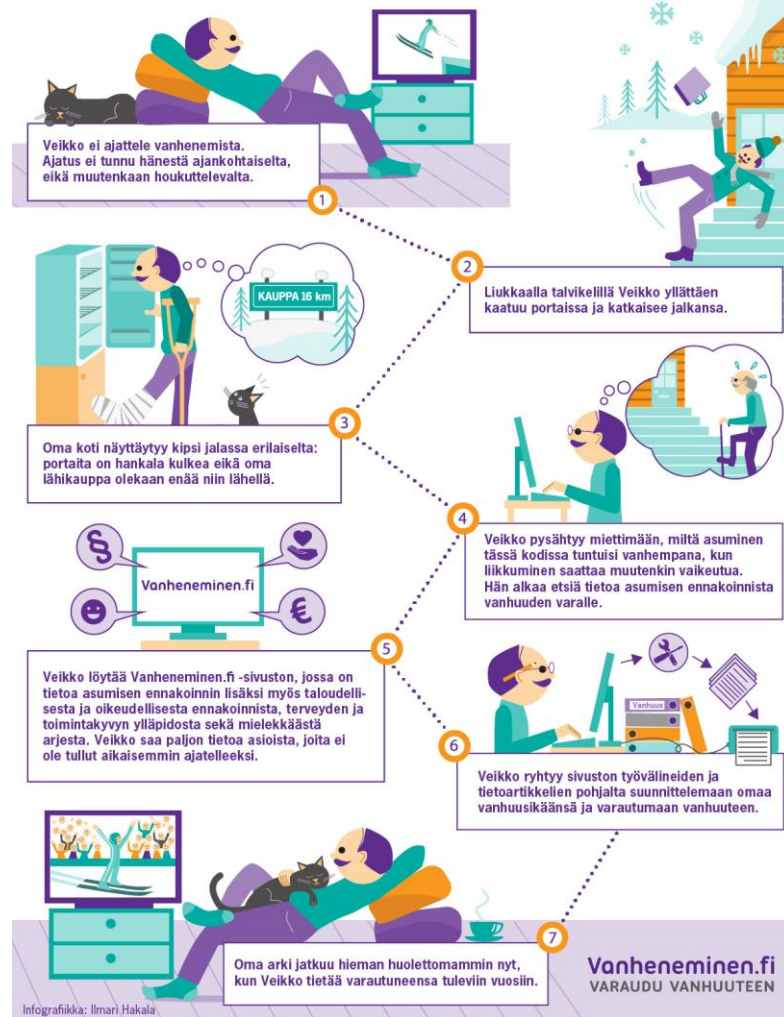 Veikko ei ajattele vanhenemista.
Ajatus ei tunnu hänestä ajankohtaiselta,
eikä muutenkaan houkuttelevalta.
1
2
Liukkaalla talvikelillä Veikko yllättäen
kaatuu portaissa ja katkaisee jalkansa.
KAUPPA 16 km
3
Oma koti näyttäytyy kipsi jalassa erilaiselta:
portaita on hankala kulkea eikä oma
lähikauppa olekaan enää niin lähellä.
4
Veikko pysähtyy miettimään, miltä asuminen
tässä kodissa tuntuisi vanhempana, kun
liikkuminen saattaa muutenkin vaikeutua.
Hän alkaa etsiä tietoa asumisen ennakoinnista
vanhuuden varalle.
§
Vanheneminen.fi
€
5
Veikko löytää Vanheneminen.fi -sivuston, jossa on
tietoa asumisen ennakoinnin lisäksi myös taloudelli-
sesta ja oikeudellisesta ennakoinnista, terveyden ja
toimintakyvyn ylläpidosta sekä mielekkäästä
arjesta. Veikko saa paljon tietoa asioista, joita ei
ole tullut aikaisemmin ajatelleeksi.
Vanhuus
6
Veikko ryhtyy sivuston työvälineiden ja
tietoartikkelien pohjalta suunnittelemaan omaa
vanhuusikäänsä ja varautumaan vanhuuteen.
7
Oma arki jatkuu hieman huolettomammin nyt,
kun Veikko tietää varautuneensa tuleviin vuosiin.
Vanheneminen.fi
VARAUDU VANHUUTEEN
Infografiikka: Ilmari Hakala